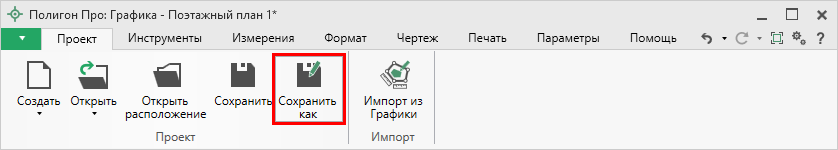 Полигон Про: Графика - Поэтажный план 1*
Проект Инструменты Измерения Формат Чертеж Печать Параметры Помощь ?
Создать Открыть Открыть расположение Сохранить Сохранить как Импорт из Графики
Проект Импорт